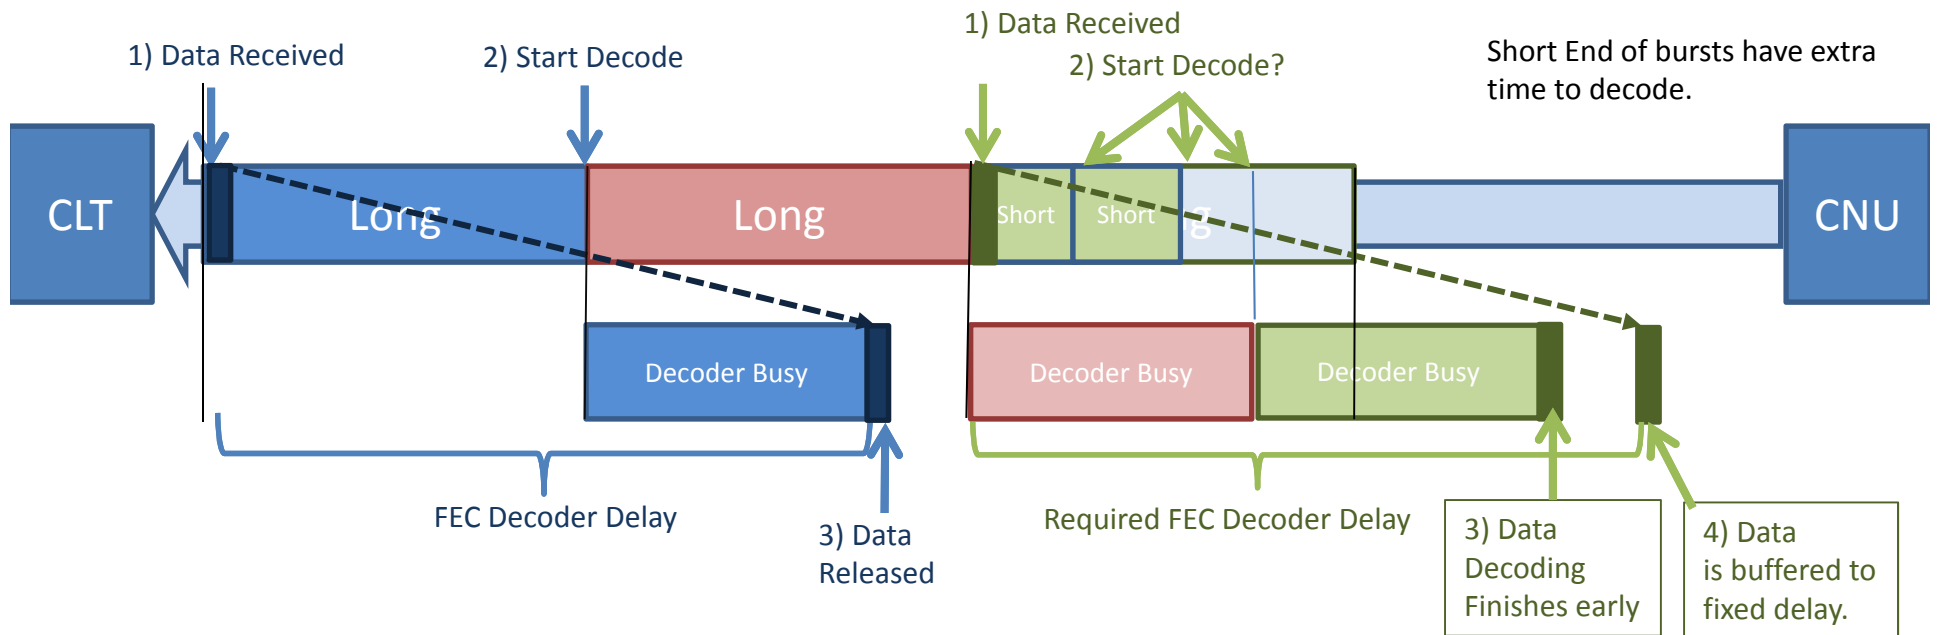 1) Data Received
2) Start Decode
1) Data Received
2) Start Decode?
Short End of bursts have extra
time to decode.
CLT
Long
Long
Short
Short
ng
CNU
Decoder Busy
Decoder Busy
Decoder Busy
FEC Decoder Delay
3) Data
Released
Required FEC Decoder Delay
3) Data
Decoding
Finishes early
4) Data
is buffered to
fixed delay.